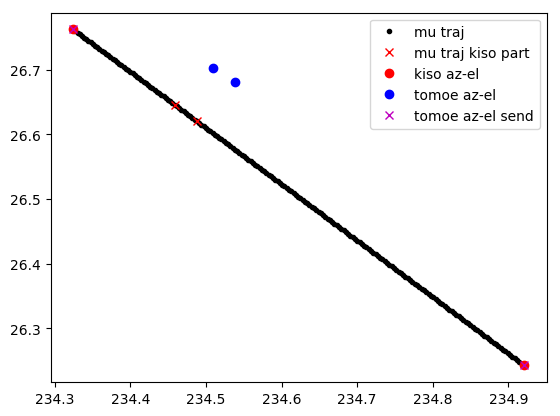 mu traj
mu traj kiso part
kiso az-el
tomoe az-el
tomoe az-el send
26.7
26.6
26.5
26.4
26.3
234.3 234.4 234.5 234.6 234.7 234.8 234.9